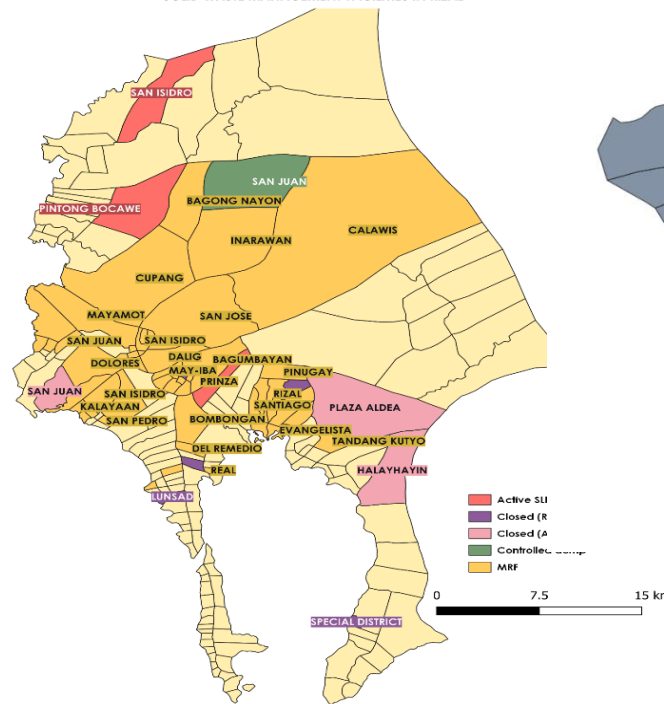 SAN ISIDRO
SAN JUAN
PINTONG BOCAWE
BAGONG NAYON
CALAWIS
INARAWAN
CUPANG
MAYAMOT
SAN JOSE
SAN JUAN
SAN ISIDRO
DALIG
BAGUMBAYAN
DOLORES
MAY-IBA
PINUGAY
PRINZA
SAN JUAN
SAN ISIDRO
RIZAL
KALAYAAN
SANTIAGO
PLAZA ALDEA
SAN PEDRO
BOMBONGAN
EVANGELISTA
TANDANG KUTYO
DEL REMEDIO
REAL
HALAYHAYIN
LUNSAD
SPECIAL DISTRICT
Active SLF
Closed (R
Closed (A
Controlled
MRF
0 7.5 15 km